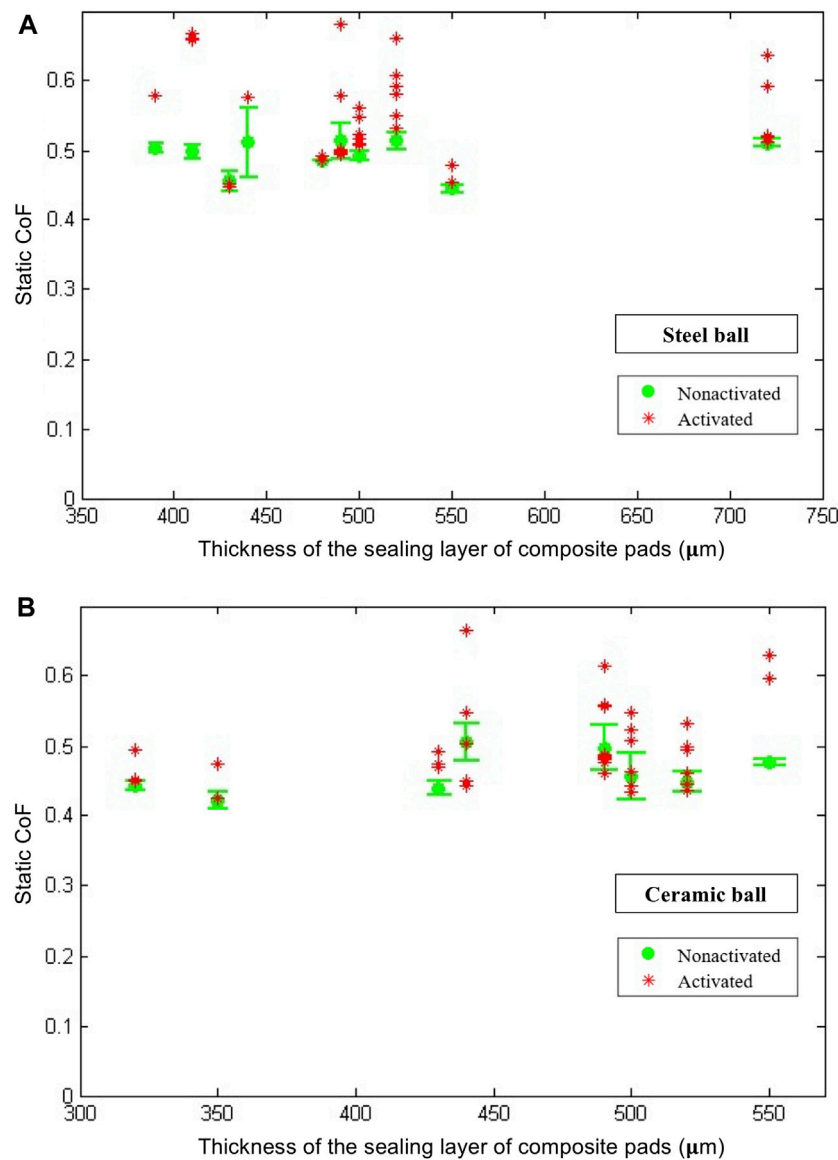 A
0.6
0.5
0.4
0.3
0.2
0.1
0
Static CoF
Steel ball
Nonactivated
Activated
350 400 450 500 550 600 650 700 750
Thickness of the sealing layer of composite pads (μm)
B
0.6
0.5
0.4
0.3
0.2
0.1
0
Static CoF
Ceramic ball
Nonactivated
Activated
300 350 400 450 500 550
Thickness of the sealing layer of composite pads (μm)